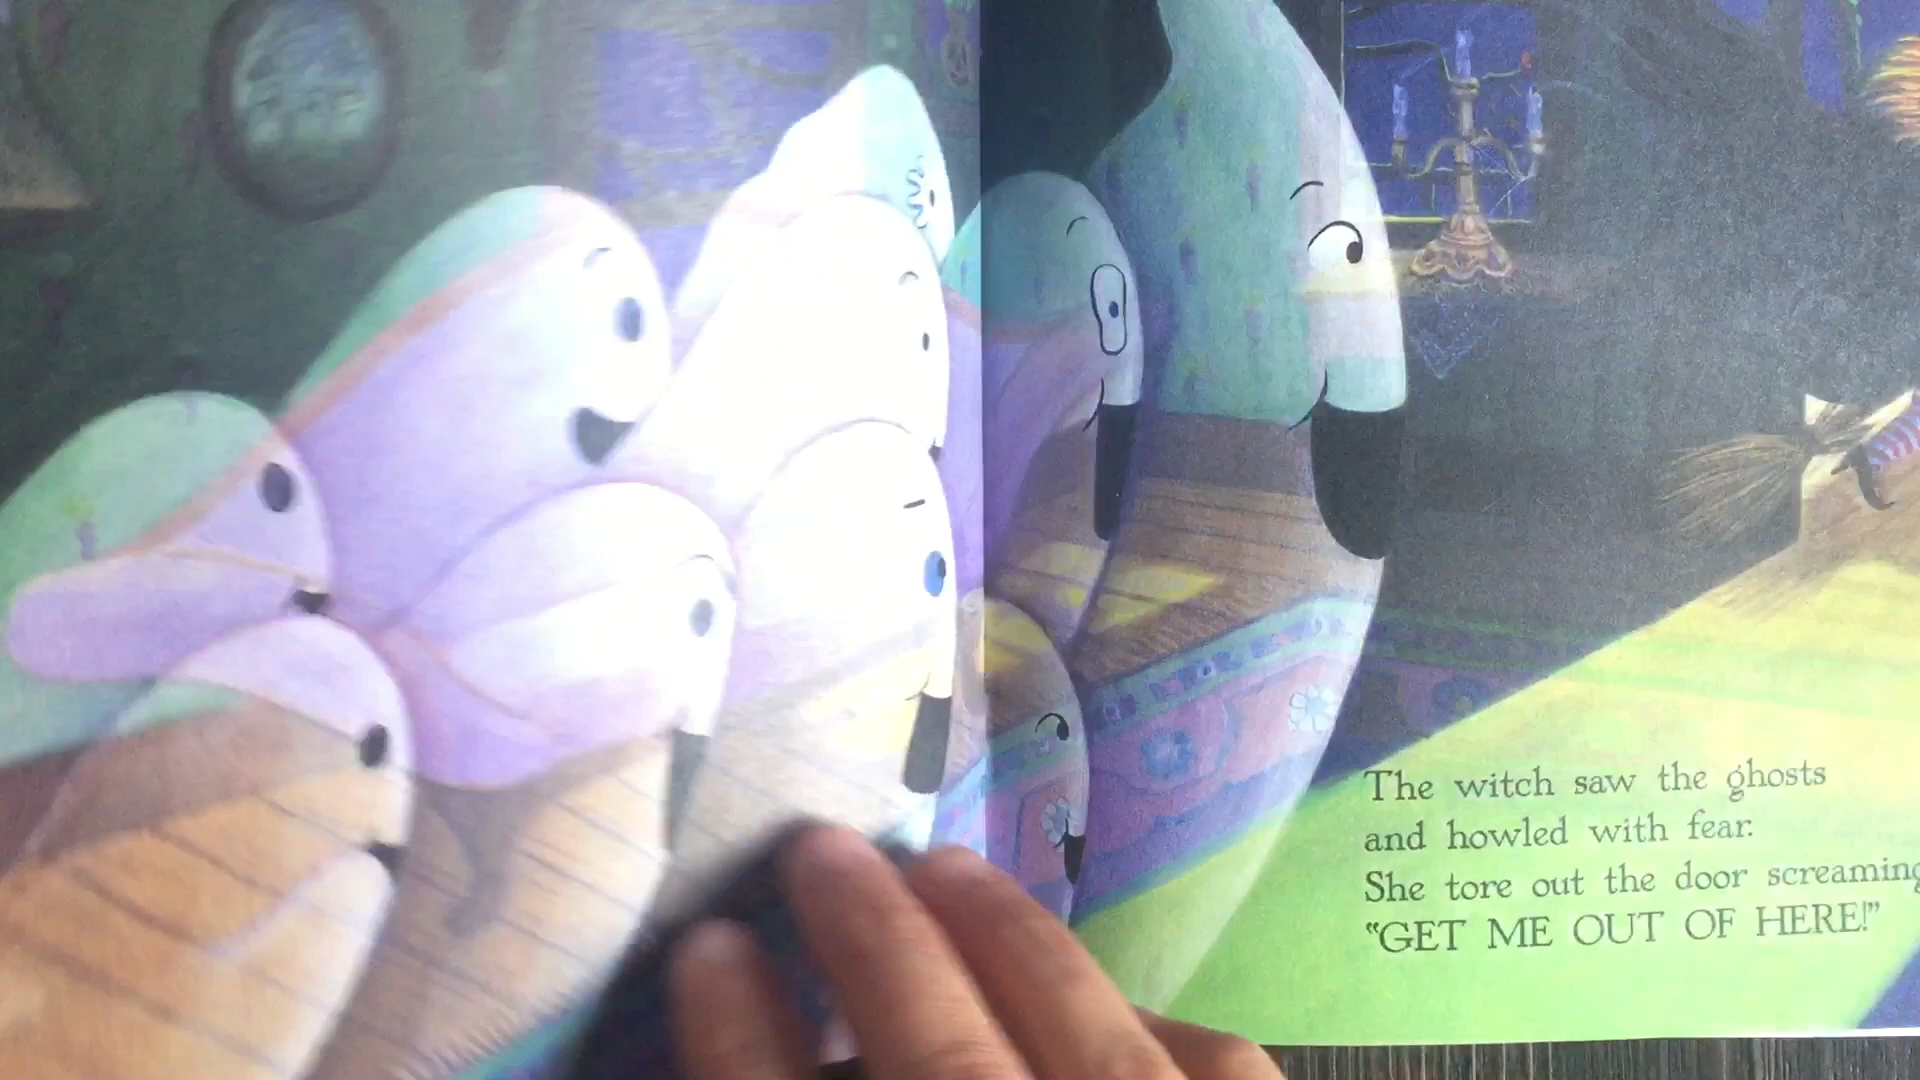 The witch saw the ghosts
and howled with fear.
She tore out the door screaming
"GET ME OUT OF HERE!"